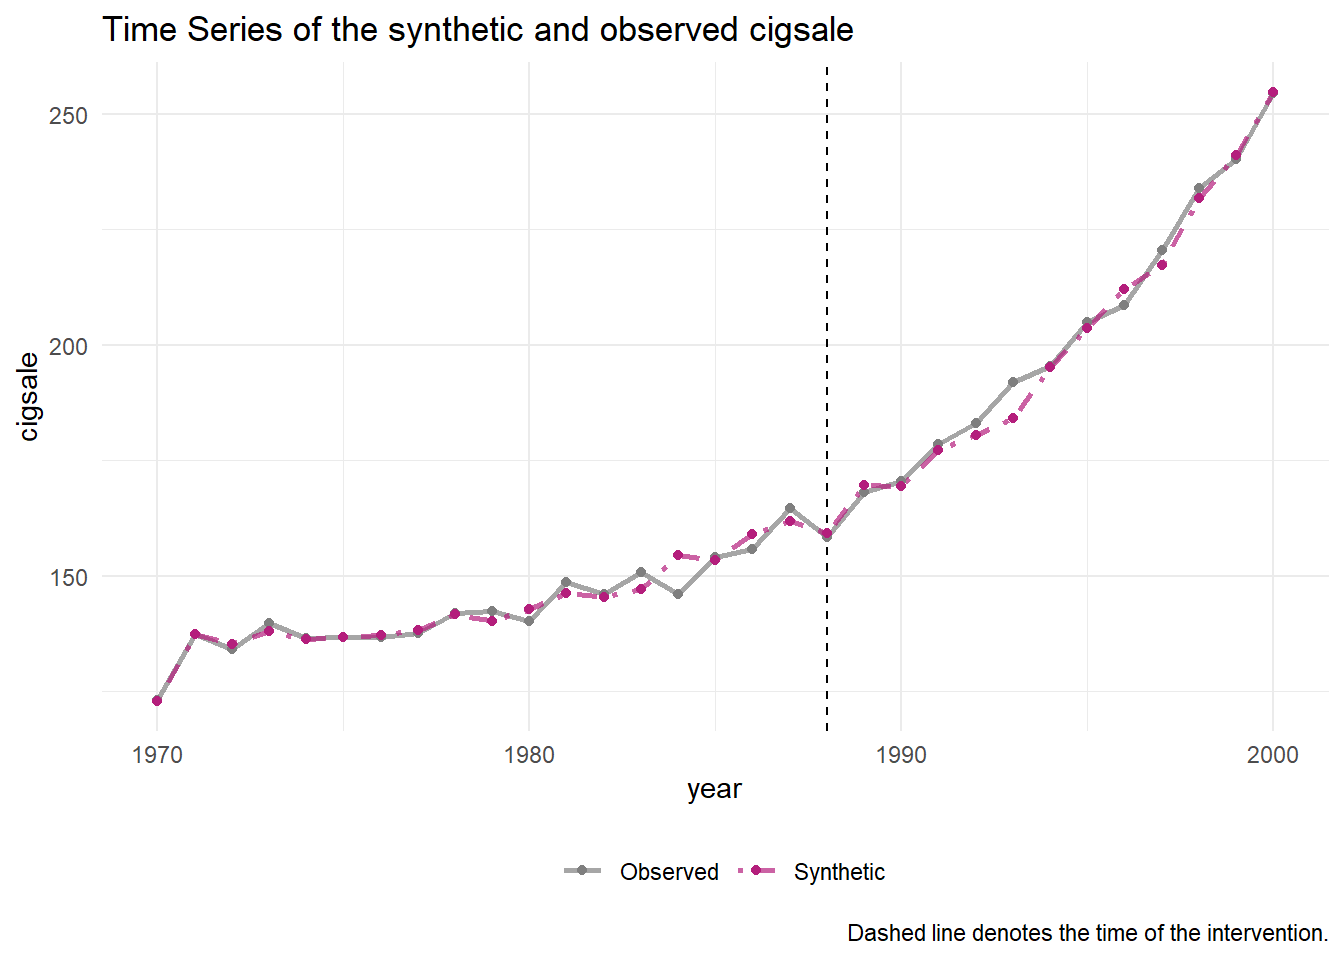 Time Series of the synthetic and observed cigsale
250
200
150
cigsale
1970 1980 1990 2000
year
Observed Synthetic
Dashed line denotes the time of the intervention.